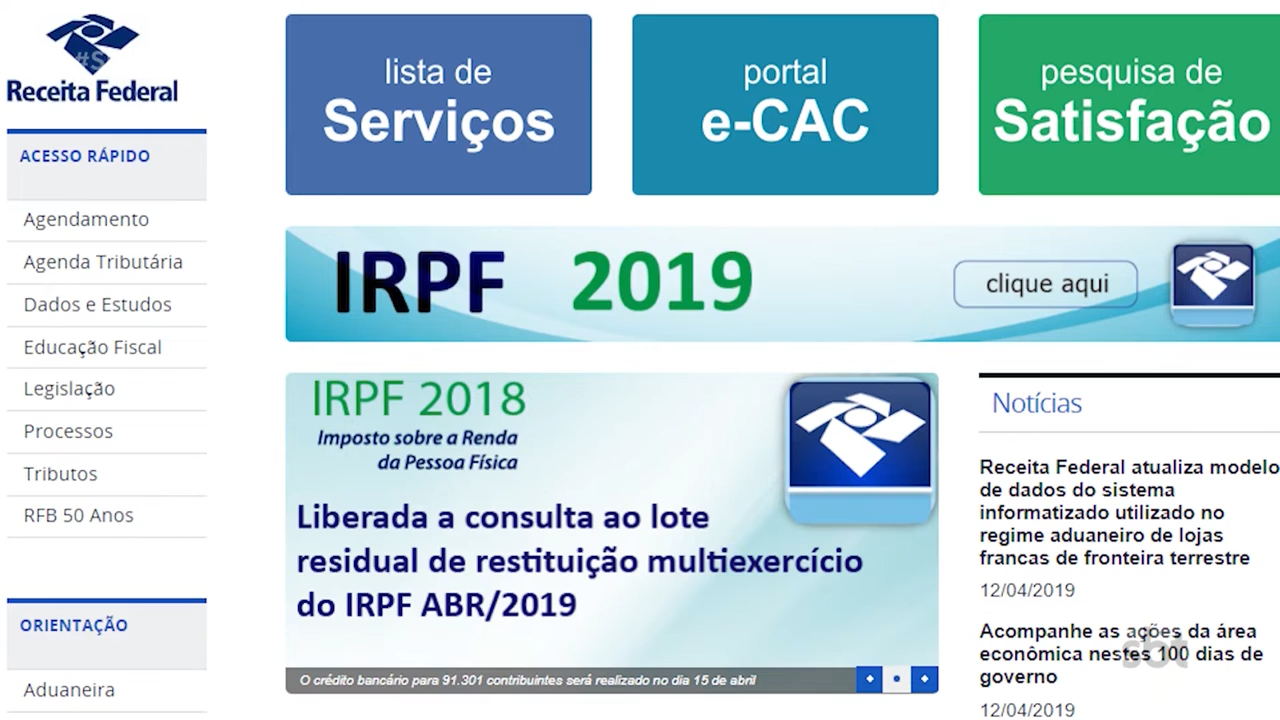 #S
Receita Federal
ACESSO RÁPIDO
Agendamento
Agenda Tributária
Dados e Estudos
Educação Fiscal
Legislação
Processos
Tributos
RFB 50 Anos
ORIENTAÇÃO
Aduaneira
lista de
Serviços
portal
e-CAC
pesquisa de
Satisfação
IRPF 2019
clique aqui
IRPF 2018
Imposto sobre a Renda
da Pessoa Física
Liberada a consulta ao lote
residual de restituição multiexercício
do IRPF ABR/2019
O crédito bancário para 91.301 contribuintes será realizado no dia 15 de abril
Notícias
Receita Federal atualiza modelo
de dados do sistema
informatizado utilizado no
regime aduaneiro de lojas
francas de fronteira terrestre
12/04/2019
Acompanhe as ações da área
econômica nestes 100 dias de
governo
12/04/2019
sbt